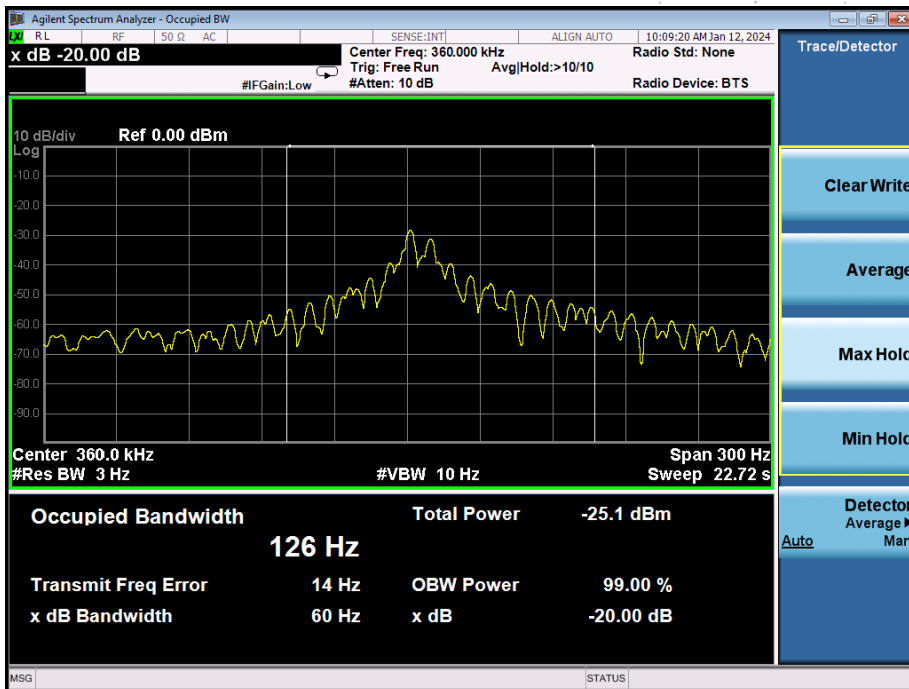 Agilent Spectrum Analyzer - Occupied BW
LXI RL RF 50 Ω AC SENSE:INT ALIGN AUTO 10:09:20 AM Jan 12, 2024
x dB -20.00 dB
Center Freq: 360.000 kHz Radio Std: None
Trig: Free Run Avg|Hold:>10/10
#IFGain:Low #Atten: 10 dB Radio Device: BTS
Trace/Detector
10 dB/div Ref 0.00 dBm
Log
-10.0
-20.0
-30.0
-40.0
-50.0
-60.0
-70.0
-80.0
-90.0
Center 360.0 kHz Span 300 Hz
#Res BW 3 Hz #VBW 10 Hz Sweep 22.72 s
Occupied Bandwidth Total Power -25.1 dBm
126 Hz
Transmit Freq Error 14 Hz OBW Power 99.00 %
x dB Bandwidth 60 Hz x dB -20.00 dB
Clear Write
Average
Max Hold
Min Hold
Detector
Average
Auto Man
MSG STATUS